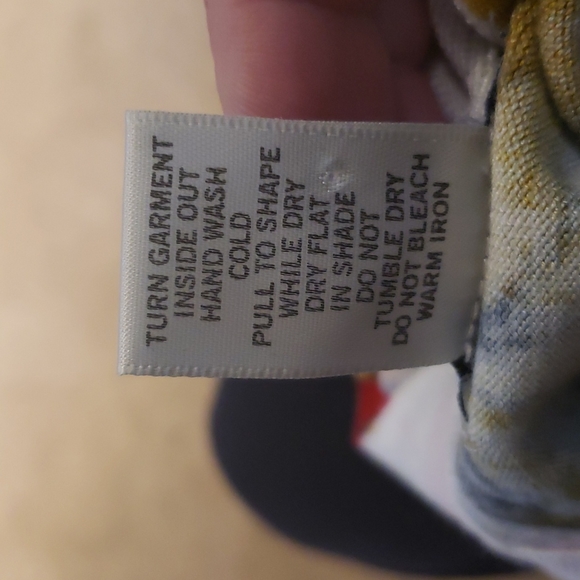 TURN GARMENT
INSIDE OUT
HAND WASH
COLD
PULL TO SHAPE
WHILE DRY
DRY FLAT
IN SHADE
DO NOT
TUMBLE DRY
DO NOT BLEACH
WARM IRON